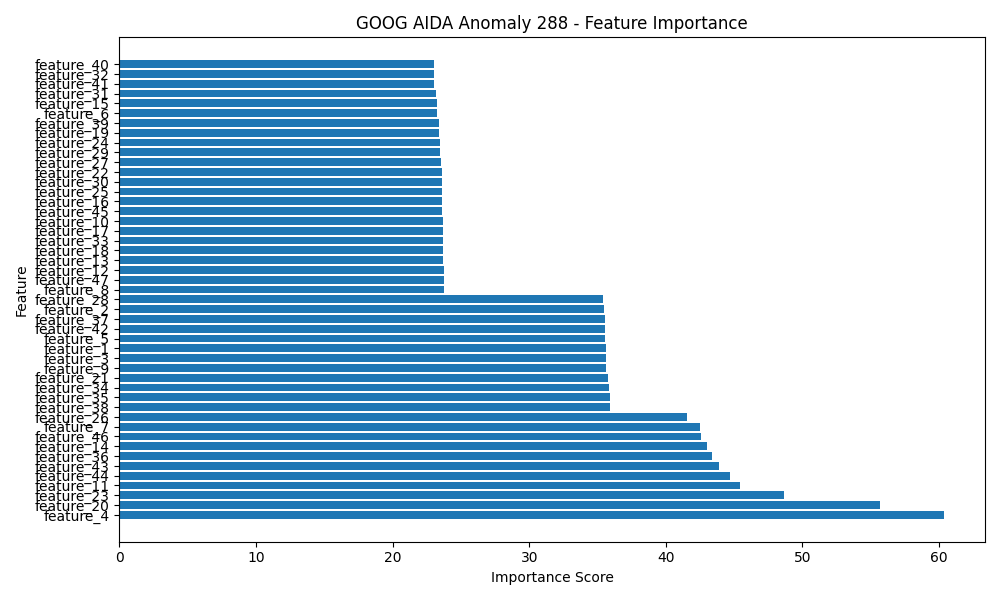 GOOG AIDA Anomaly 288 - Feature Importance
feature_40
feature_32
feature_41
feature_31
feature_15
feature_6
feature_39
feature_19
feature_24
feature_29
feature_27
feature_22
feature_30
feature_25
feature_16
feature_45
feature_10
feature_17
feature_33
feature_18
feature_13
feature_12
feature_47
feature_8
feature_28
feature_2
feature_37
feature_42
feature_5
feature_1
feature_3
feature_9
feature_21
feature_34
feature_35
feature_38
feature_26
feature_7
feature_46
feature_14
feature_36
feature_43
feature_44
feature_11
feature_23
feature_20
feature_4
Feature
0 10 20 30 40 50 60
Importance Score